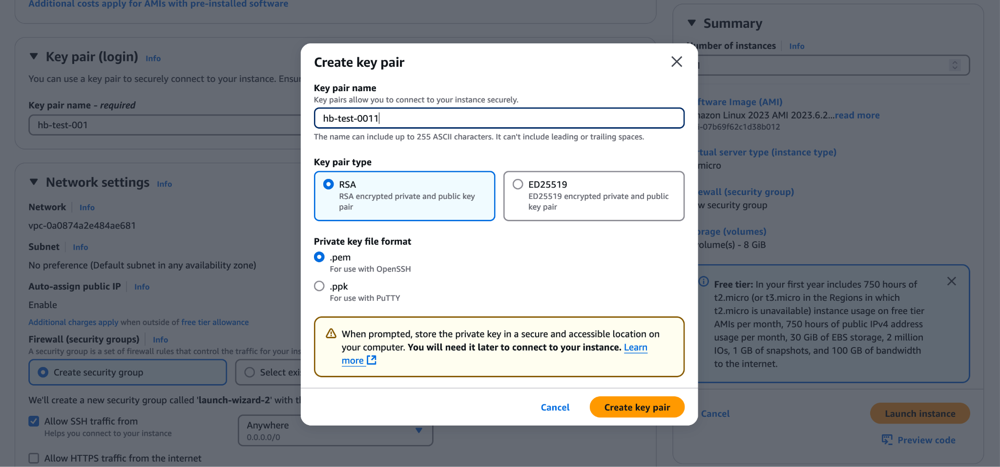 Additional costs apply for AMIs with pre-installed software
Key pair (login) Info
You can use a key pair to securely connect to your instance.
Key pair name - required
hb-test-001
Network settings Info
Network Info
vpc-0a0874a2e484ae681
Subnet Info
No preference (Default subnet in any availability zone)
Auto-assign public IP Info
Enable
Additional charges apply when outside of free tier allowance
Firewall (security groups) Info
A security group is a set of firewall rules that control the traffic for your
Create security group
Select
We'll create a new security group called 'launch-wizard-2' with
Allow SSH traffic from
Helps you connect to your instance
Anywhere
0.0.0.0/0
Allow HTTPS traffic from the internet
Create key pair
Key pair name
Key pairs allow you to connect to your instance securely.
hb-test-0011
The name can include up to 255 ASCII characters. It can't include leading or trailing spaces.
Key pair type
RSA
RSA encrypted private and public key
pair
ED25519
ED25519 encrypted private and public
key pair
Private key file format
.pem
For use with OpenSSH
.ppk
For use with PuTTY
When prompted, store the private key in a secure and accessible location on
your computer. You will need it later to connect to your instance. Learn
more
Cancel
Create key pair
Summary
of instances Info
Image (AMI)
Linux 2023 AMI 2023.6.2...read more
-07b69f62c1d38b012
server type (instance type)
micro
(security group)
security group
(volumes)
- 8 GiB
Free tier: In your first year includes 750 hours of
t2.micro (or t3.micro in the Regions in which
t2.micro is unavailable) instance usage on free tier
AMIs per month, 750 hours of public IPv4 address
usage per month, 30 GiB of EBS storage, 2 million
IOs, 1 GB of snapshots, and 100 GB of bandwidth
to the internet.
Cancel
Launch instance
Preview code